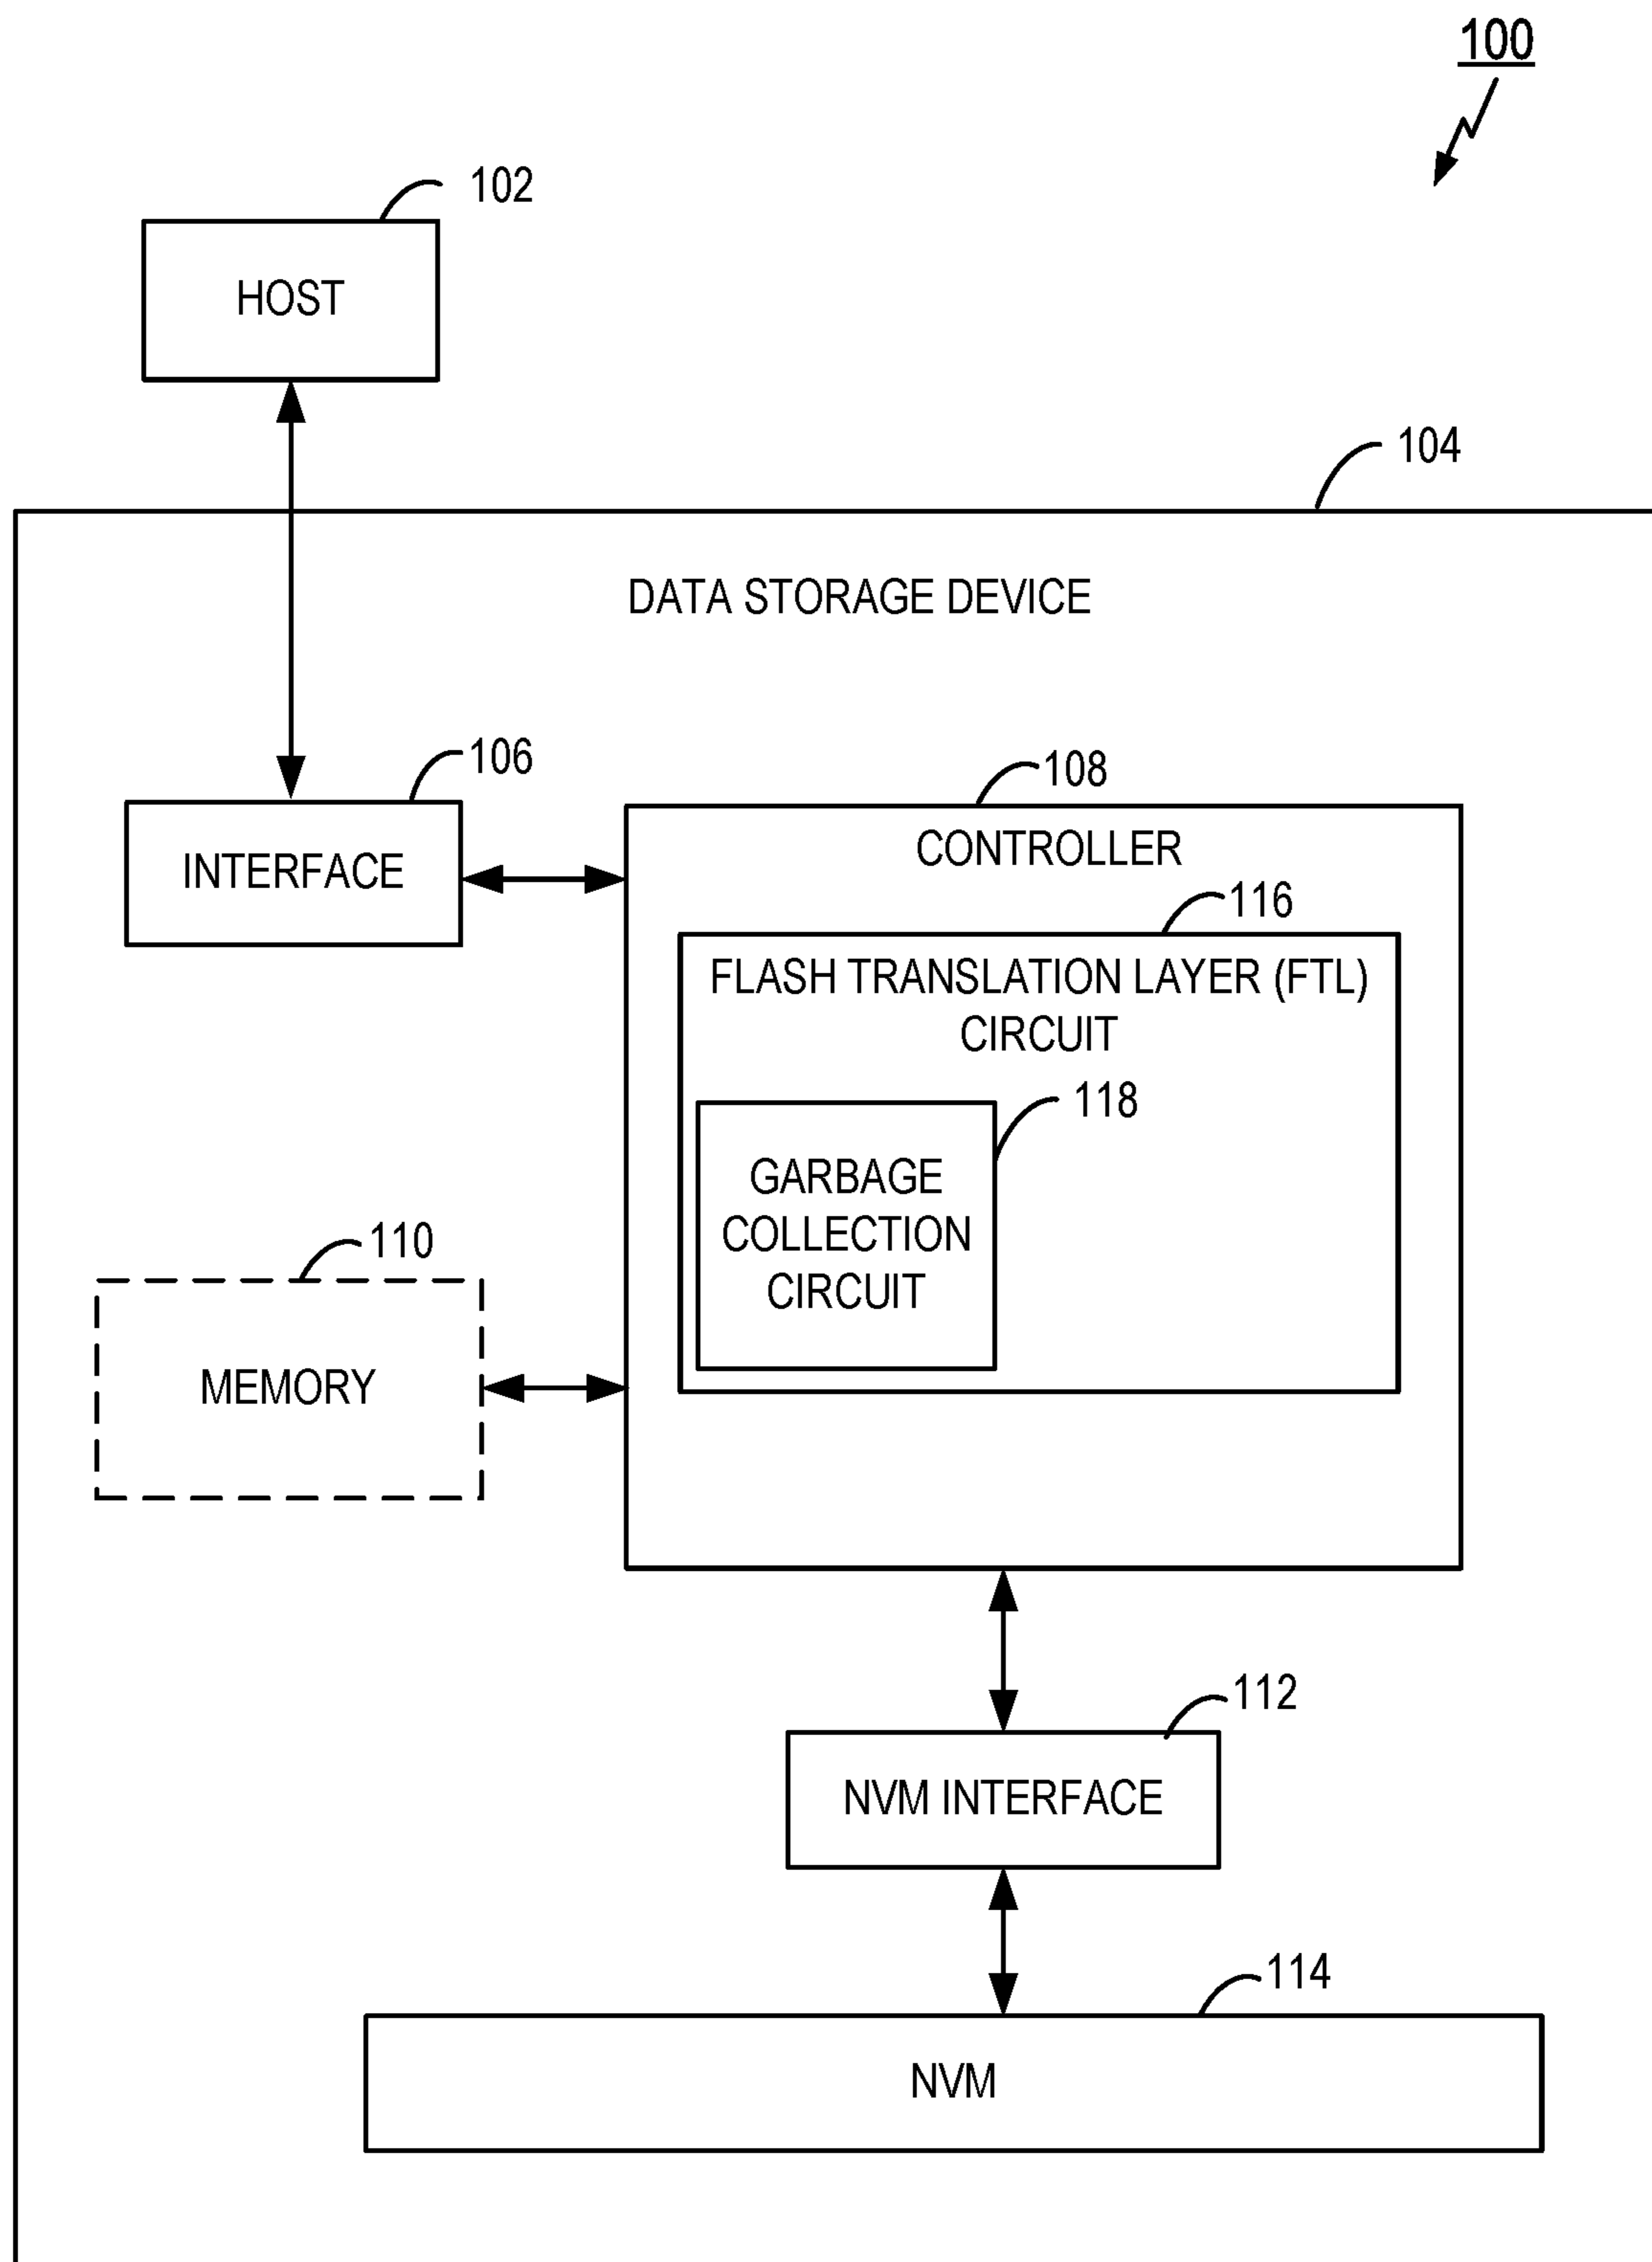 100
102
HOST
104
DATA STORAGE DEVICE
106
INTERFACE
108
CONTROLLER
116
FLASH TRANSLATION LAYER (FTL)
CIRCUIT
118
GARBAGE
COLLECTION
CIRCUIT
110
MEMORY
112
NVM INTERFACE
114
NVM